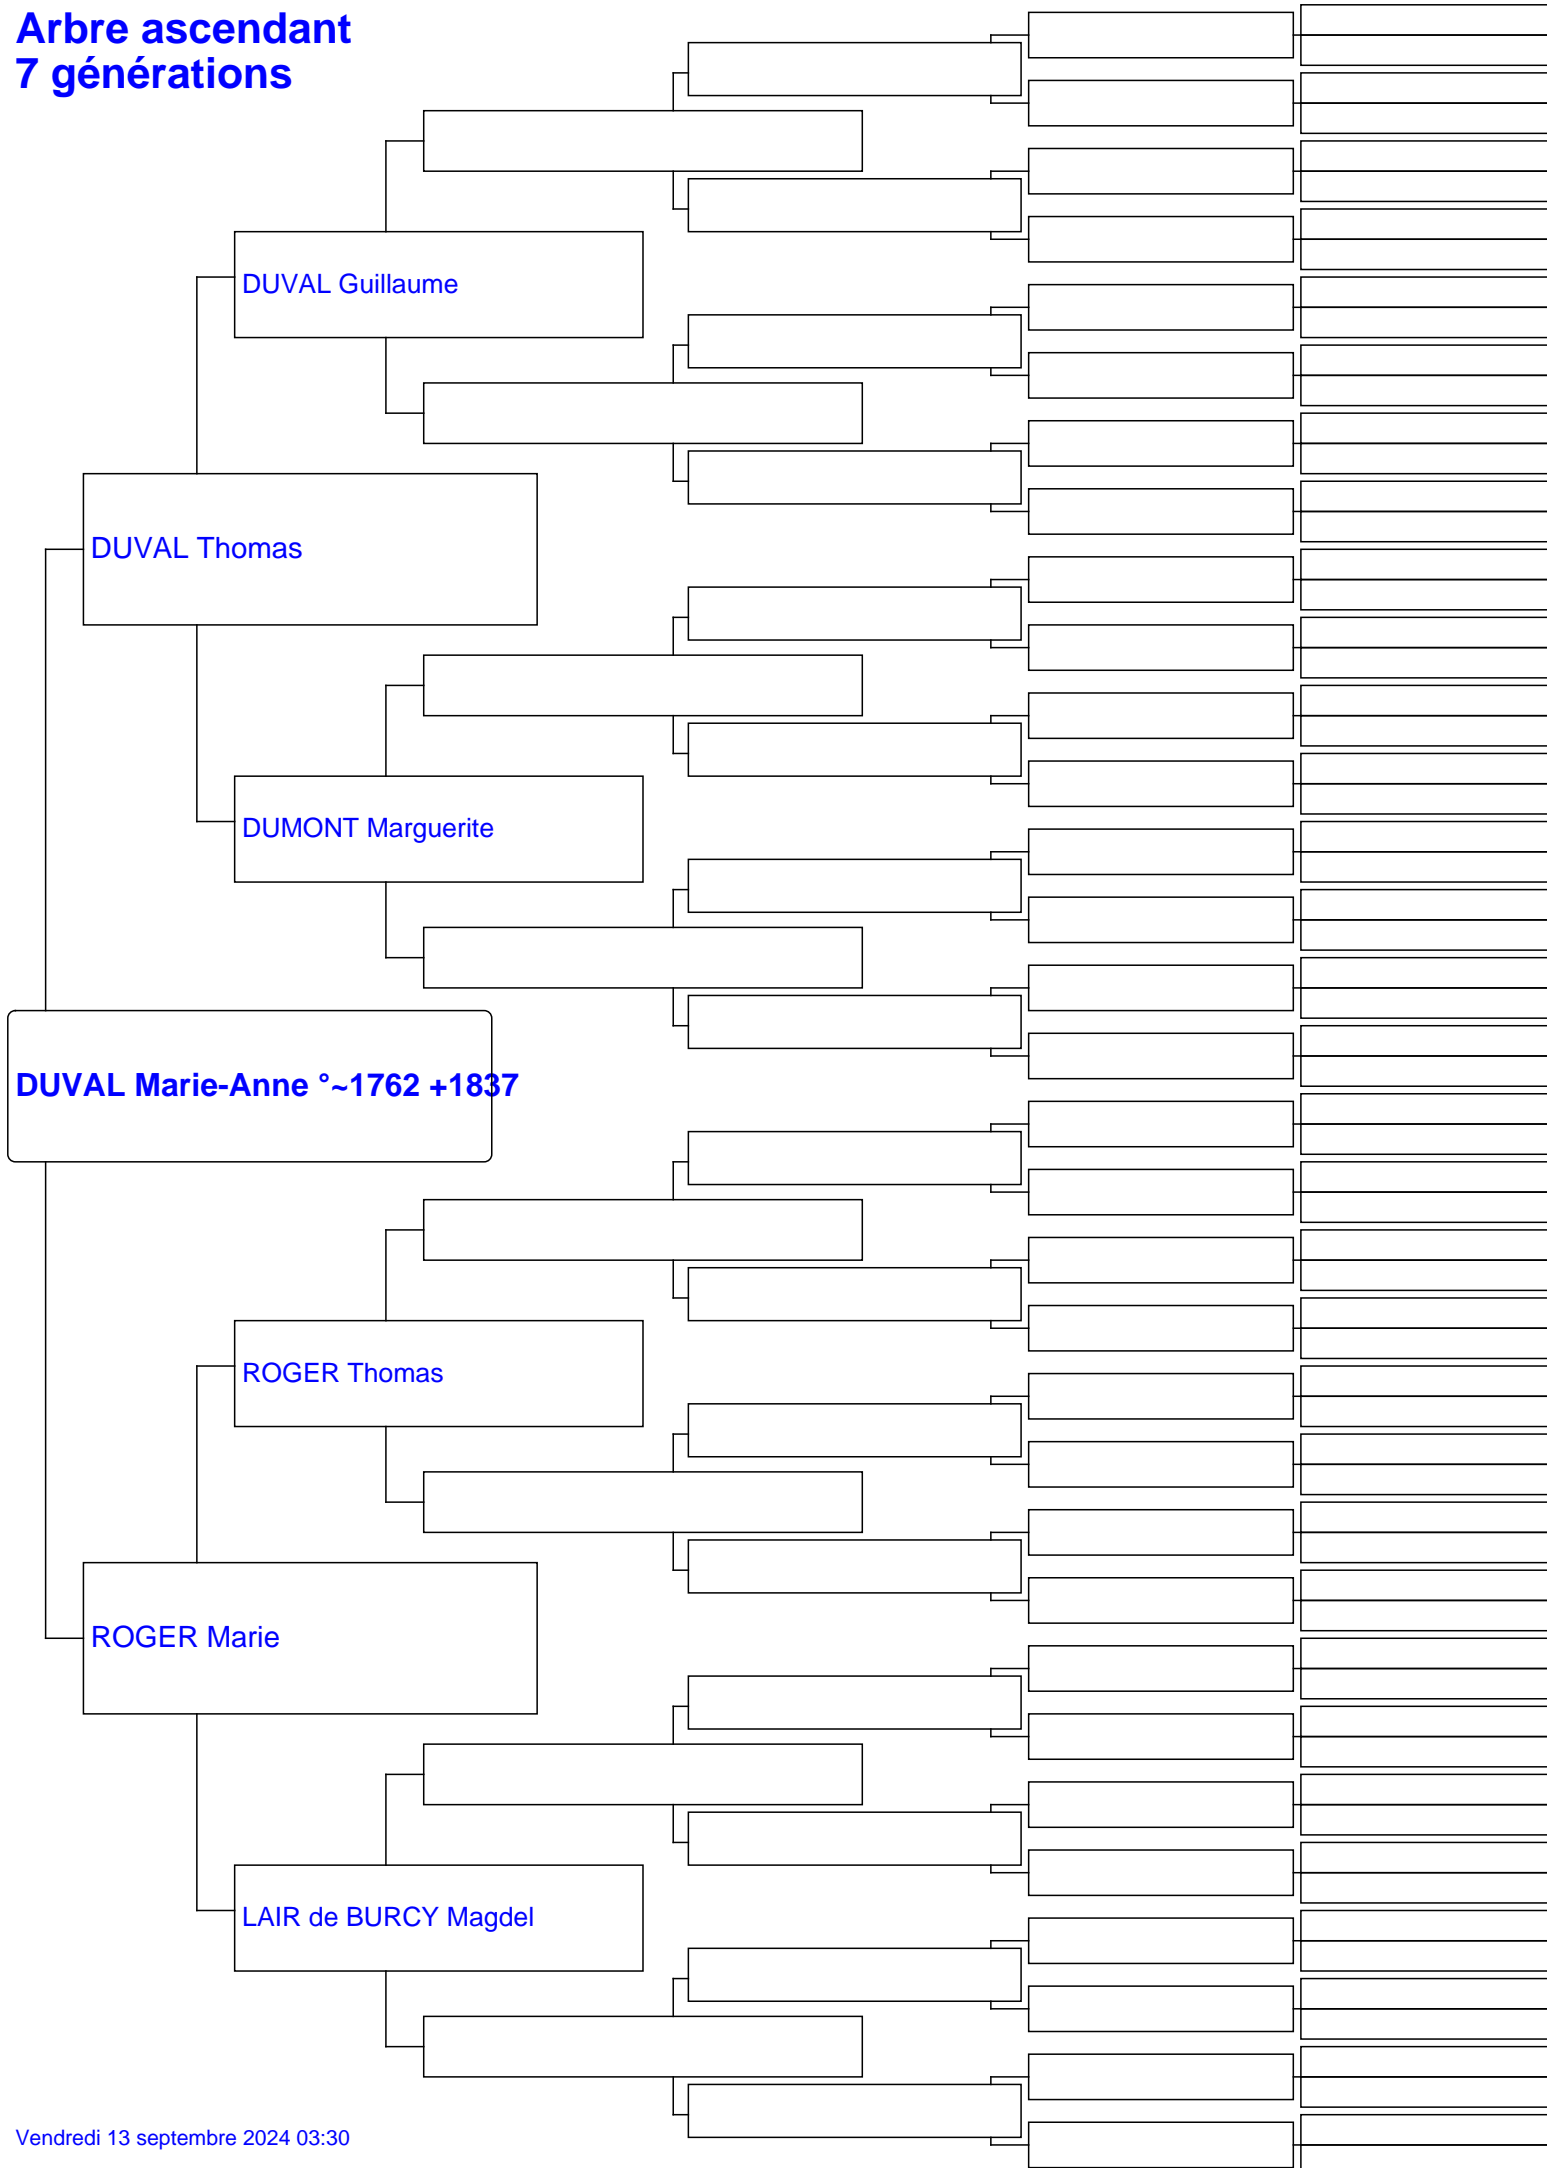 Arbre ascendant
7 générations
DUVAL Guillaume
DUVAL Thomas
DUMONT Marguerite
DUVAL Marie-Anne °~1762 +1837
ROGER Thomas
ROGER Marie
LAIR de BURCY Magdel
Vendredi 13 septembre 2024 03:30